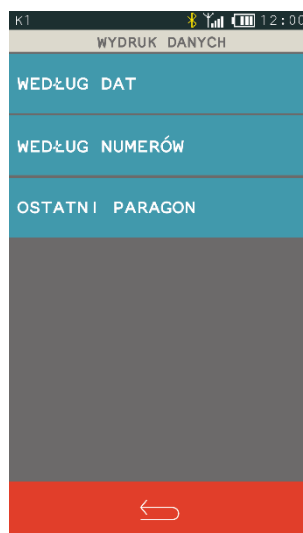 K1 12:00
WYDRUK DANYCH
WEDŁUG DAT
WEDŁUG NUMERÓW
OSTATNI PARAGON